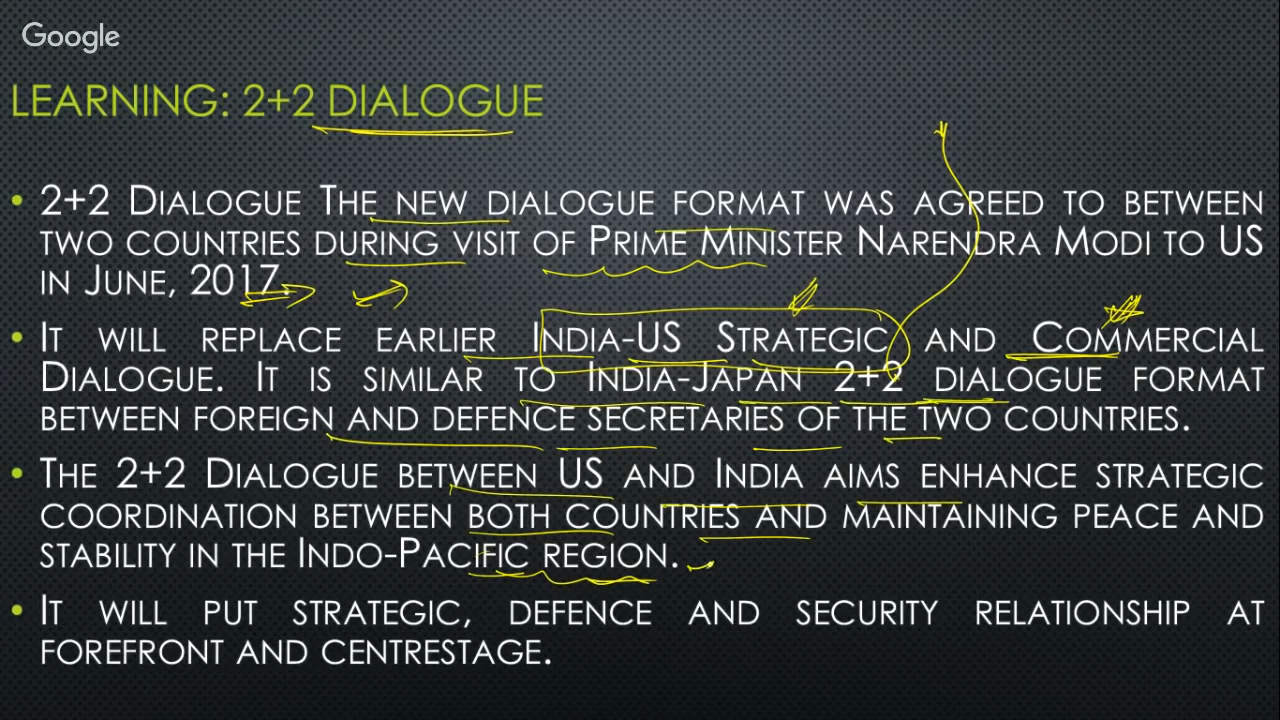 Google
LEARNING: 2+2 DIALOGUE
• 2+2 DIALOGUE THE NEW DIALOGUE FORMAT WAS AGREED TO BETWEEN
TWO COUNTRIES DURING VISIT OF PRIME MINISTER NARENDRA MODI TO US
IN JUNE, 2017.
• IT WILL REPLACE EARLIER INDIA-US STRATEGIC AND COMMERCIAL
DIALOGUE. IT IS SIMILAR TO INDIA-JAPAN 2+2 DIALOGUE FORMAT
BETWEEN FOREIGN AND DEFENCE SECRETARIES OF THE TWO COUNTRIES.
• THE 2+2 DIALOGUE BETWEEN US AND INDIA AIMS ENHANCE STRATEGIC
COORDINATION BETWEEN BOTH COUNTRIES AND MAINTAINING PEACE AND
STABILITY IN THE INDO-PACIFIC REGION.
• IT WILL PUT STRATEGIC, DEFENCE AND SECURITY RELATIONSHIP AT
FOREFRONT AND CENTRESTAGE.